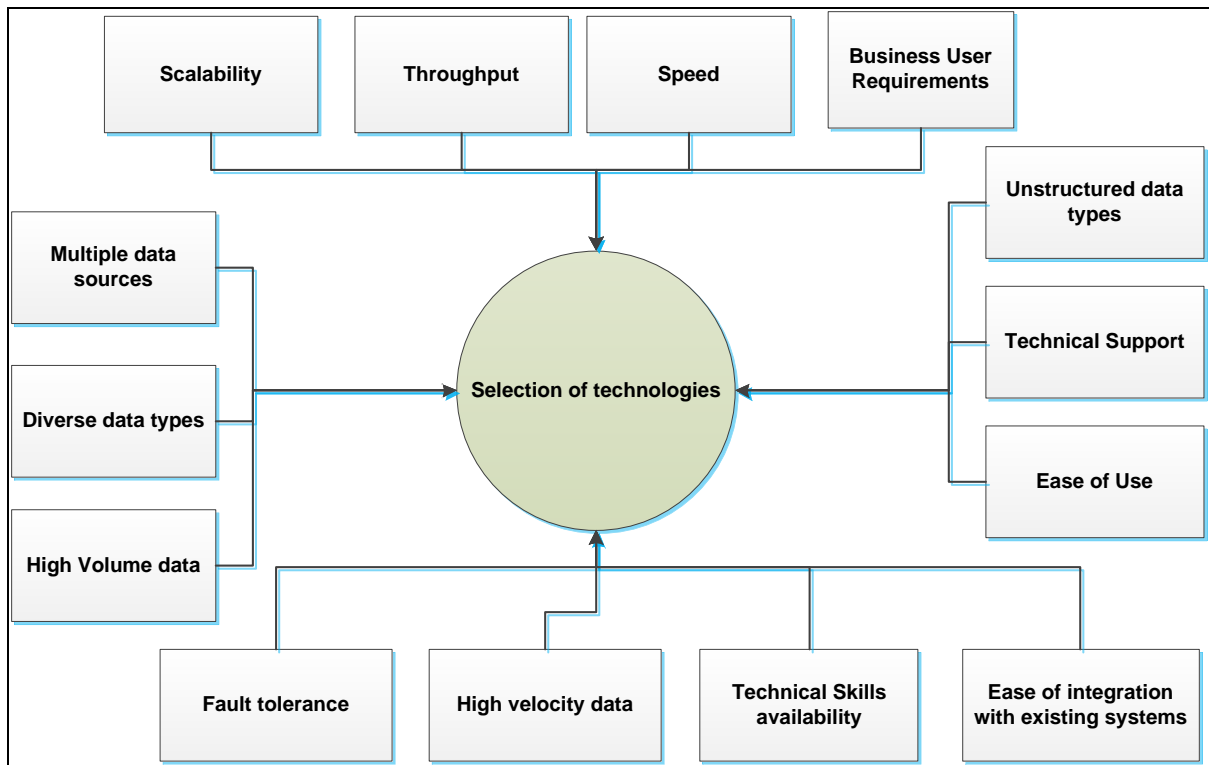 Scalability
Throughput
Speed
Business User
Requirements
Unstructured data
types
Multiple data
sources
Technical Support
Selection of technologies
Diverse data types
Ease of Use
High Volume data
Fault tolerance
High velocity data
Technical Skills
availability
Ease of integration
with existing systems